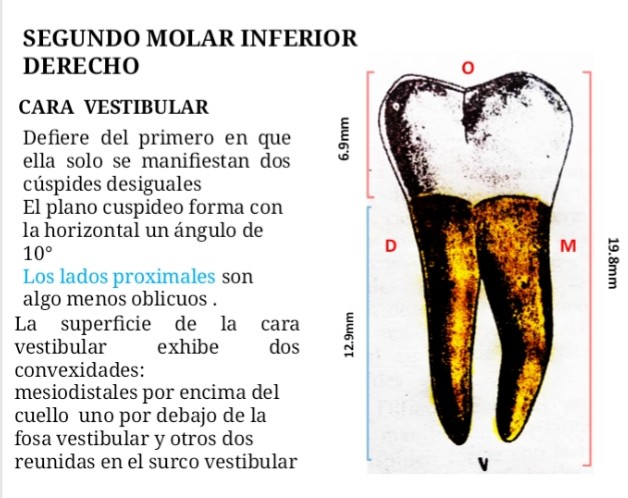 SEGUNDO MOLAR INFERIOR
DERECHO
CARA VESTIBULAR
Defiere del primero en que
ella solo se manifiestan dos
cúspides desiguales
El plano cuspideo forma con
la horizontal un ángulo de
10°
Los lados proximales son
algo menos oblicuos .
La superficie de la cara
vestibular exhibe dos
convexidades:
mesiodistales por encima del
cuello uno por debajo de la
fosa vestibular y otros dos
reunidas en el surco vestibular
O
6.9mm
D
M
19.8mm
12.9mm
V